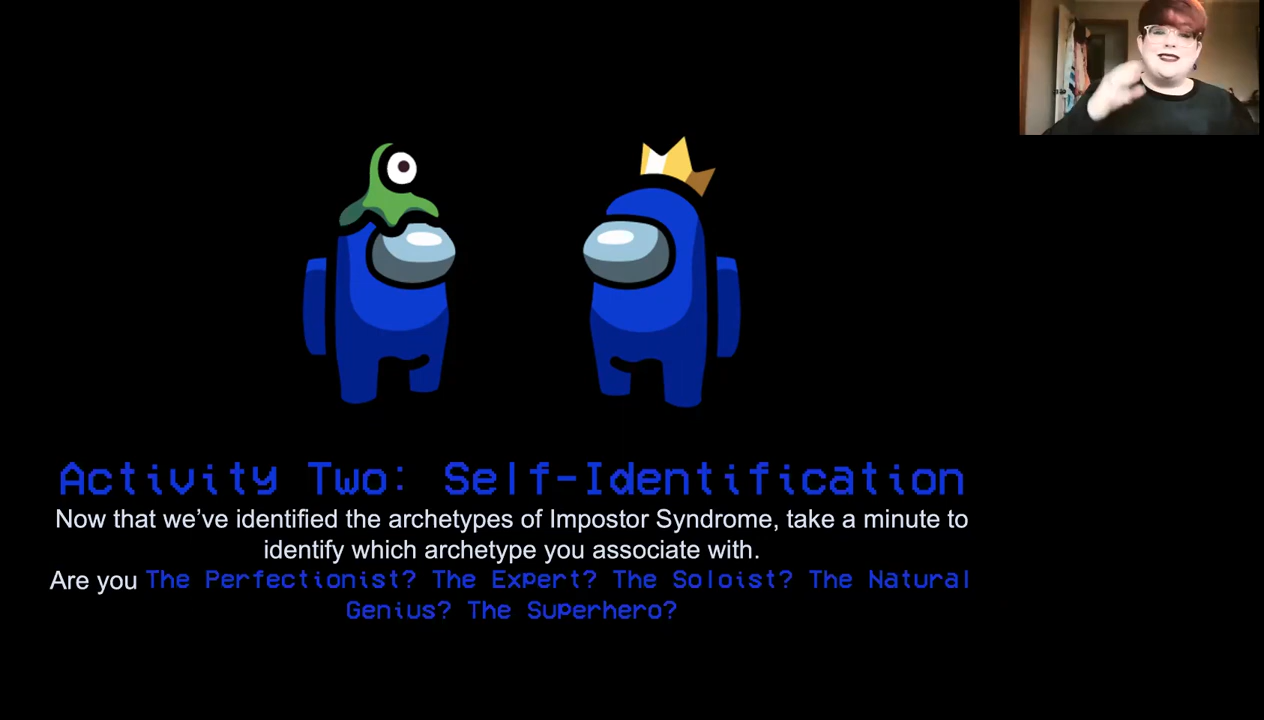 Activity Two: Self-Identification
Now that we’ve identified the archetypes of Impostor Syndrome, take a minute to
identify which archetype you associate with.
Are you The Perfectionist? The Expert? The Soloist? The Natural
Genius? The Superhero?